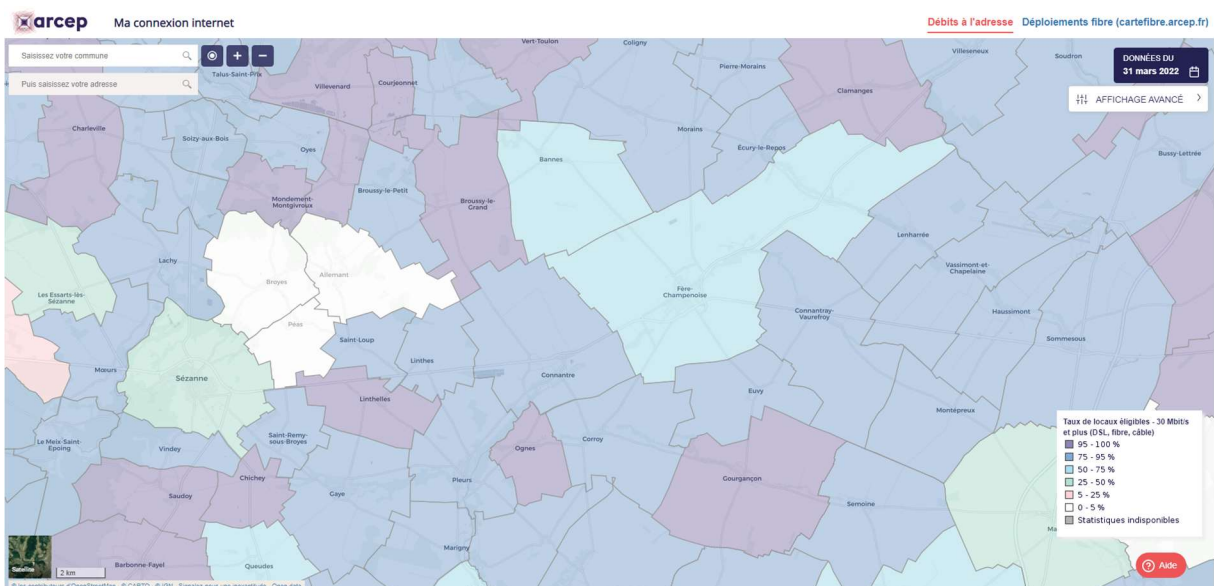 arcep
Ma connexion internet
Débits à l'adresse
Déploiements fibre (cartefibre.arcep.fr)
Saisissez votre commune
+
−
Puis saisissez votre adresse
DONNÉES DU
31 mars 2022
AFFICHAGE AVANCÉ
Vert-Toulon
Coligny
Villeseneux
Soudron
Talus-Saint-Prix
Villevenard
Courjeonnet
Pierre-Morains
Clamanges
Charleville
Soizy-aux-Bois
Oyes
Morains
Écury-le-Repos
Bannes
Bussy-Lettrée
Mondement-
Montgivroux
Broussy-le-Petit
Broussy-le-
Grand
Lenharrée
Lachy
Broyes
Allemant
Vassimont-et-
Chapelaine
Les Essarts-lès-
Sézanne
Fère-
Champenoise
Connantray-
Vaurefroy
Haussimont
Péas
Saint-Loup
Sommesous
Linthes
Mœurs
Sézanne
Connantre
Euvy
Linthelles
Montépreux
Le Meix-Saint-
Epoing
Vindey
Saint-Remy-
sous-Broyes
Corroy
Ognes
Chichey
Pleurs
Gourgançon
Saudoy
Gaye
Semoine
Marigny
Barbonne-Fayel
Queudes
Ma
Taux de locaux éligibles - 30 Mbit/s
et plus (DSL, fibre, câble)
95 - 100 %
75 - 95 %
50 - 75 %
25 - 50 %
5 - 25 %
0 - 5 %
Statistiques indisponibles
Satellite
2 km
Aide